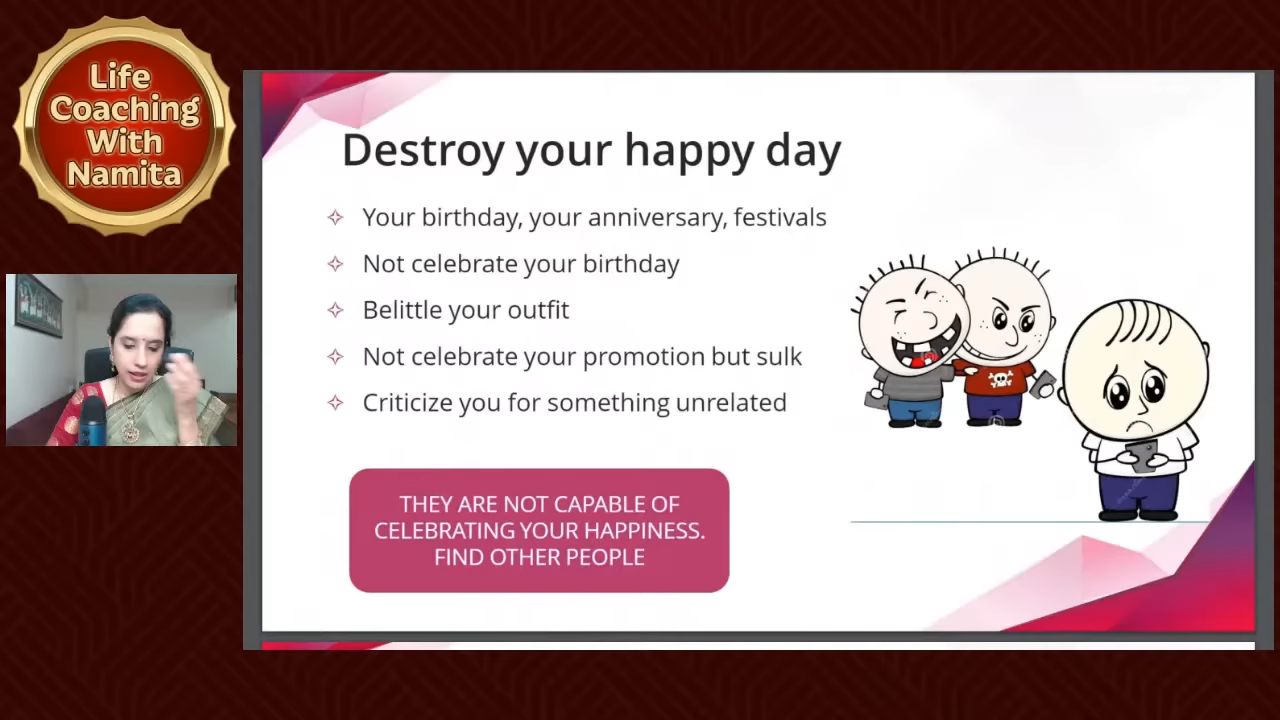 Life
Coaching
With
Namita
Destroy your happy day
Your birthday, your anniversary, festivals
Not celebrate your birthday
Belittle your outfit
Not celebrate your promotion but sulk
Criticize you for something unrelated
THEY ARE NOT CAPABLE OF
CELEBRATING YOUR HAPPINESS.
FIND OTHER PEOPLE